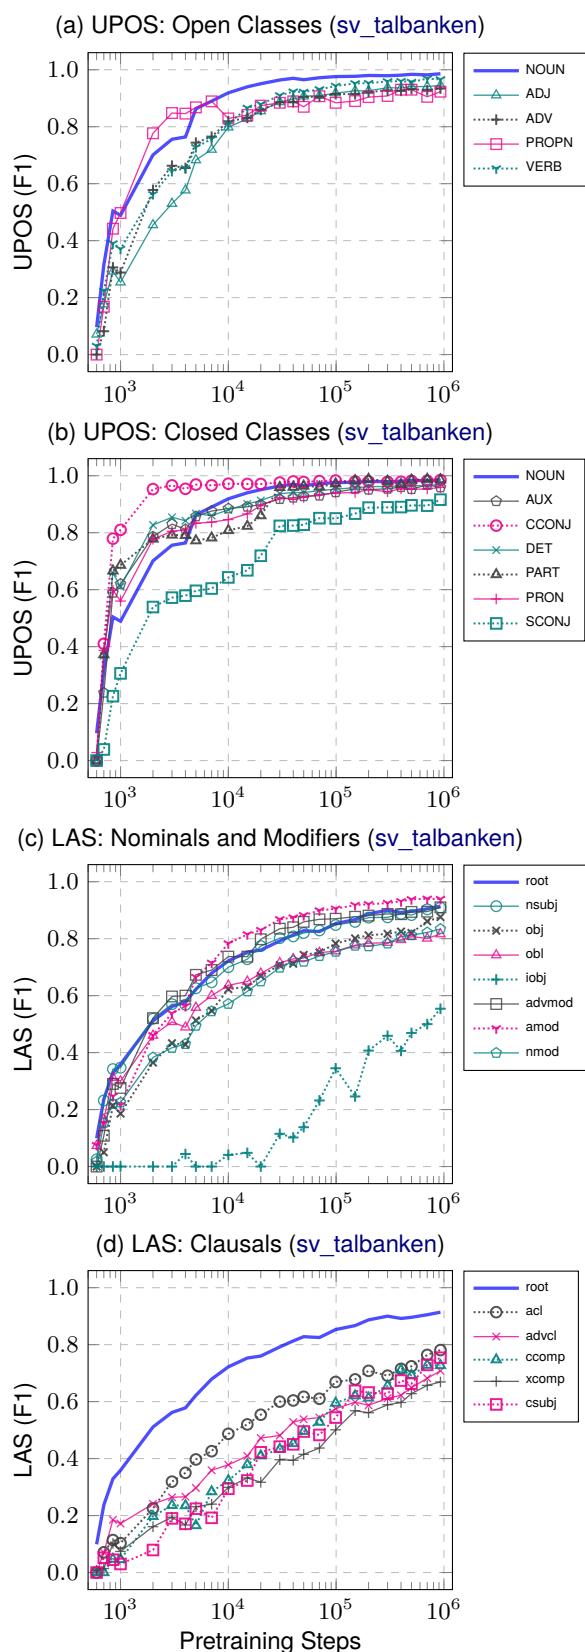 (a) UPOS: Open Classes (sv_talbanken)
1.0
0.8
0.6
0.4
0.2
0.0
UPOS (F1)
10^3
10^4
10^5
10^6
NOUN
ADJ
ADV
PROPN
VERB
(b) UPOS: Closed Classes (sv_talbanken)
1.0
0.8
0.6
0.4
0.2
0.0
UPOS (F1)
10^3
10^4
10^5
10^6
NOUN
AUX
CCONJ
DET
PART
PRON
SCONJ
(c) LAS: Nominals and Modifiers (sv_talbanken)
1.0
0.8
0.6
0.4
0.2
0.0
LAS (F1)
10^3
10^4
10^5
10^6
root
nsubj
obj
obl
iobj
advmod
amod
nmod
(d) LAS: Clausals (sv_talbanken)
1.0
0.8
0.6
0.4
0.2
0.0
LAS (F1)
10^3
10^4
10^5
10^6
Pretraining Steps
root
acl
advcl
ccomp
xcomp
csubj